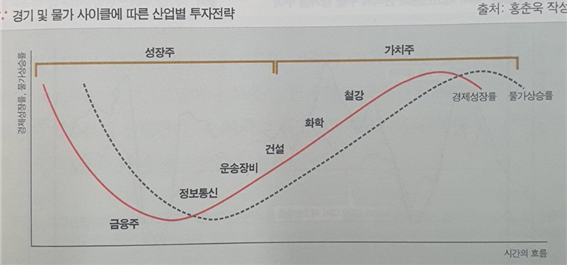 경기 및 물가 사이클에 따른 산업별 투자전략
출처: 홍춘욱 작성
성장주
가치주
경제성장률, 물가상승률
철강
경제성장률
물가상승률
화학
건설
운송장비
정보통신
금융주
시간의 흐름